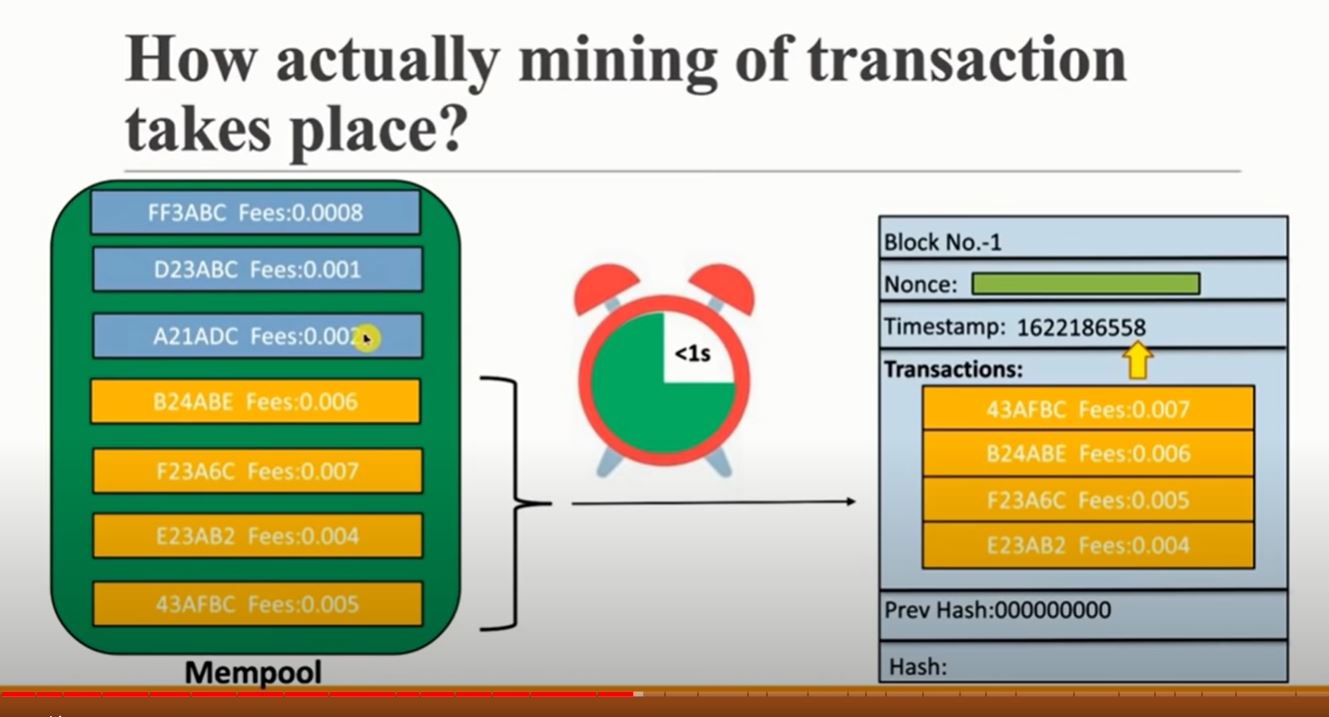 How actually mining of transaction
takes place?
FF3ABC Fees:0.0008
D23ABC Fees:0.001
A21ADC
B24ABE Fees:0.006
F23A6C Fees:0.007
E23AB2 Fees:0.004
43AFBC Fees:0.005
Mempool
<1s
Block No.-1
Nonce:
Timestamp: 1622186558
Transactions:
43AFBC Fees:0.007
B24ABE Fees:0.006
F23A6C Fees:0.005
E23AB2 Fees:0.004
Prev Hash:000000000
Hash: